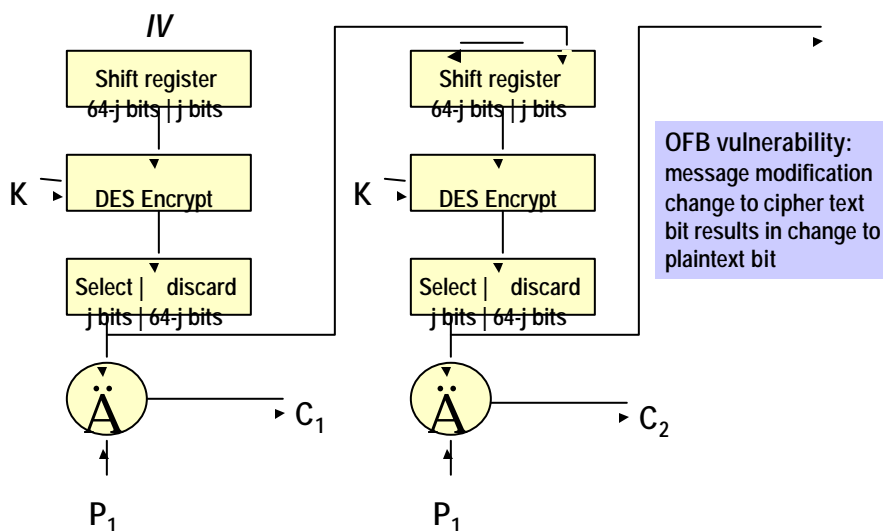 IV
Shift register
64-j bits | j bits
K
DES Encrypt
Select | discard
j bits | 64-j bits
Ä
C1
P1
Shift register
64-j bits | j bits
K
DES Encrypt
Select | discard
j bits | 64-j bits
Ä
C2
P1
OFB vulnerability:
message modification
change to cipher text
bit results in change to
plaintext bit